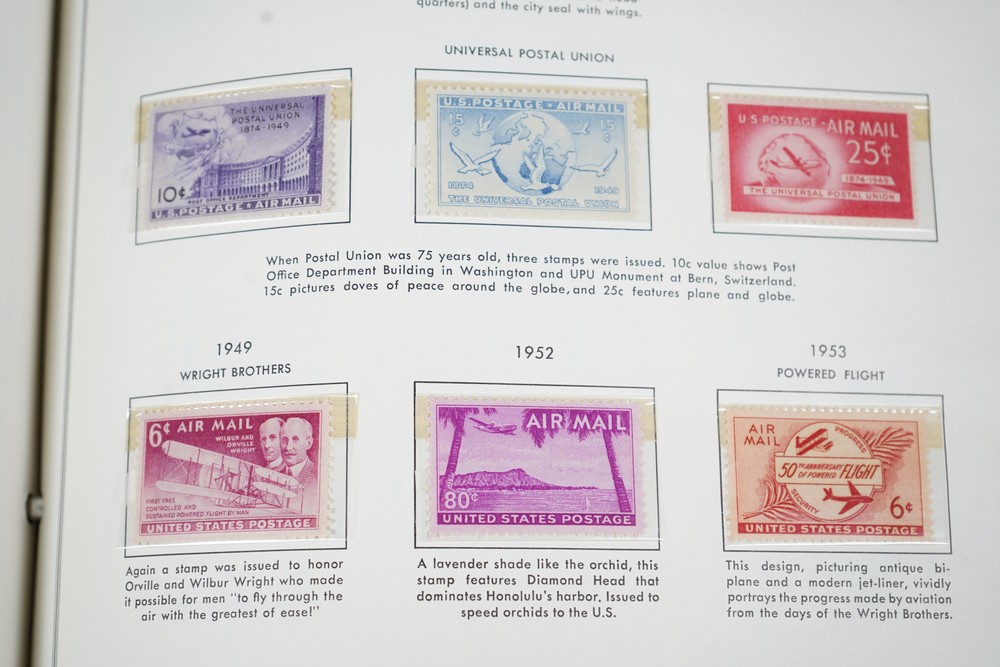 quarters) and the city seal with wings.
UNIVERSAL POSTAL UNION
THE UNIVERSAL
POSTAL UNION
1874-1949
10¢
POST OFFICE DEPARTMENT
U.S. POSTAGE · AIR MAIL
U.S. POSTAGE · AIR MAIL
15 ¢
15 ¢
1874
1949
THE UNIVERSAL POSTAL UNION
U·S·POSTAGE · AIR MAIL
25¢
1874-1949
THE UNIVERSAL POSTAL UNION
When Postal Union was 75 years old, three stamps were issued. 10c value shows Post
Office Department Building in Washington and UPU Monument at Bern, Switzerland.
15c pictures doves of peace around the globe, and 25c features plane and globe.
1949
WRIGHT BROTHERS
6¢ AIR MAIL
WILBUR AND
ORVILLE
WRIGHT
FIRST FREE
CONTROLLED AND
SUSTAINED POWERED FLIGHT BY MAN
UNITED STATES POSTAGE
Again a stamp was issued to honor
Orville and Wilbur Wright who made
it possible for men "to fly through the
air with the greatest of ease!"
1952
AIR MAIL
80¢
UNITED STATES POSTAGE
A lavender shade like the orchid, this
stamp features Diamond Head that
dominates Honolulu's harbor. Issued to
speed orchids to the U.S.
1953
POWERED FLIGHT
AIR
MAIL
PROGRESS
50TH ANNIVERSARY
OF POWERED FLIGHT
SECURITY
6¢
UNITED STATES POSTAGE
This design, picturing antique bi-
plane and a modern jet-liner, vividly
portrays the progress made by aviation
from the days of the Wright Brothers.